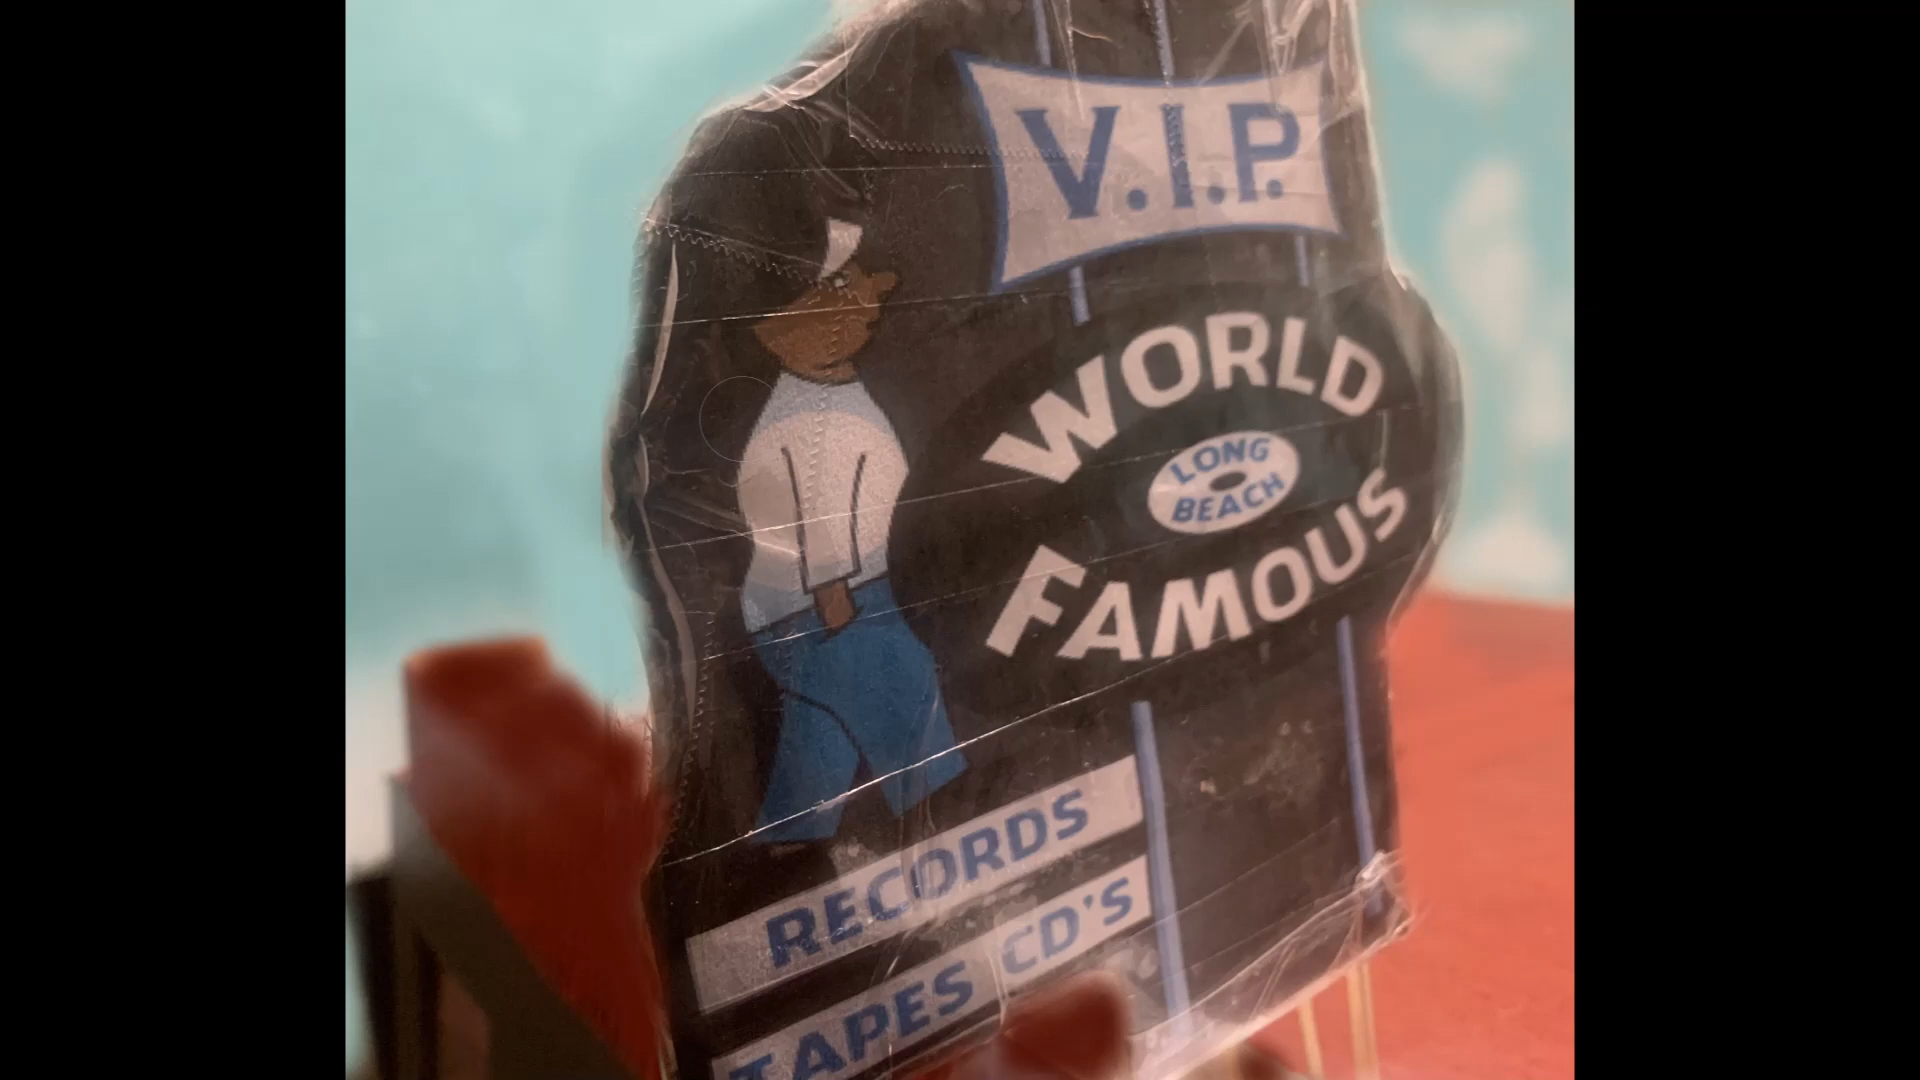 V.I.P.
WORLD
LONG
BEACH
FAMOUS
RECORDS
TAPES CD'S